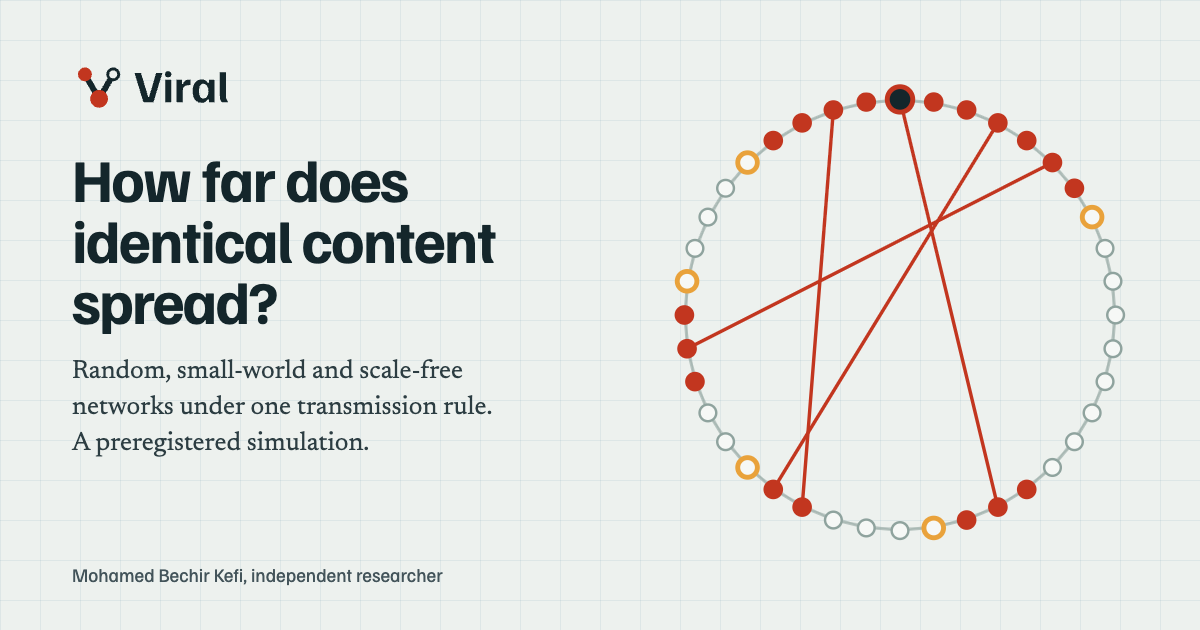 Viral
How far does
identical content
spread?
Random, small-world and scale-free
networks under one transmission rule.
A preregistered simulation.
Mohamed Bechir Kefi, independent researcher